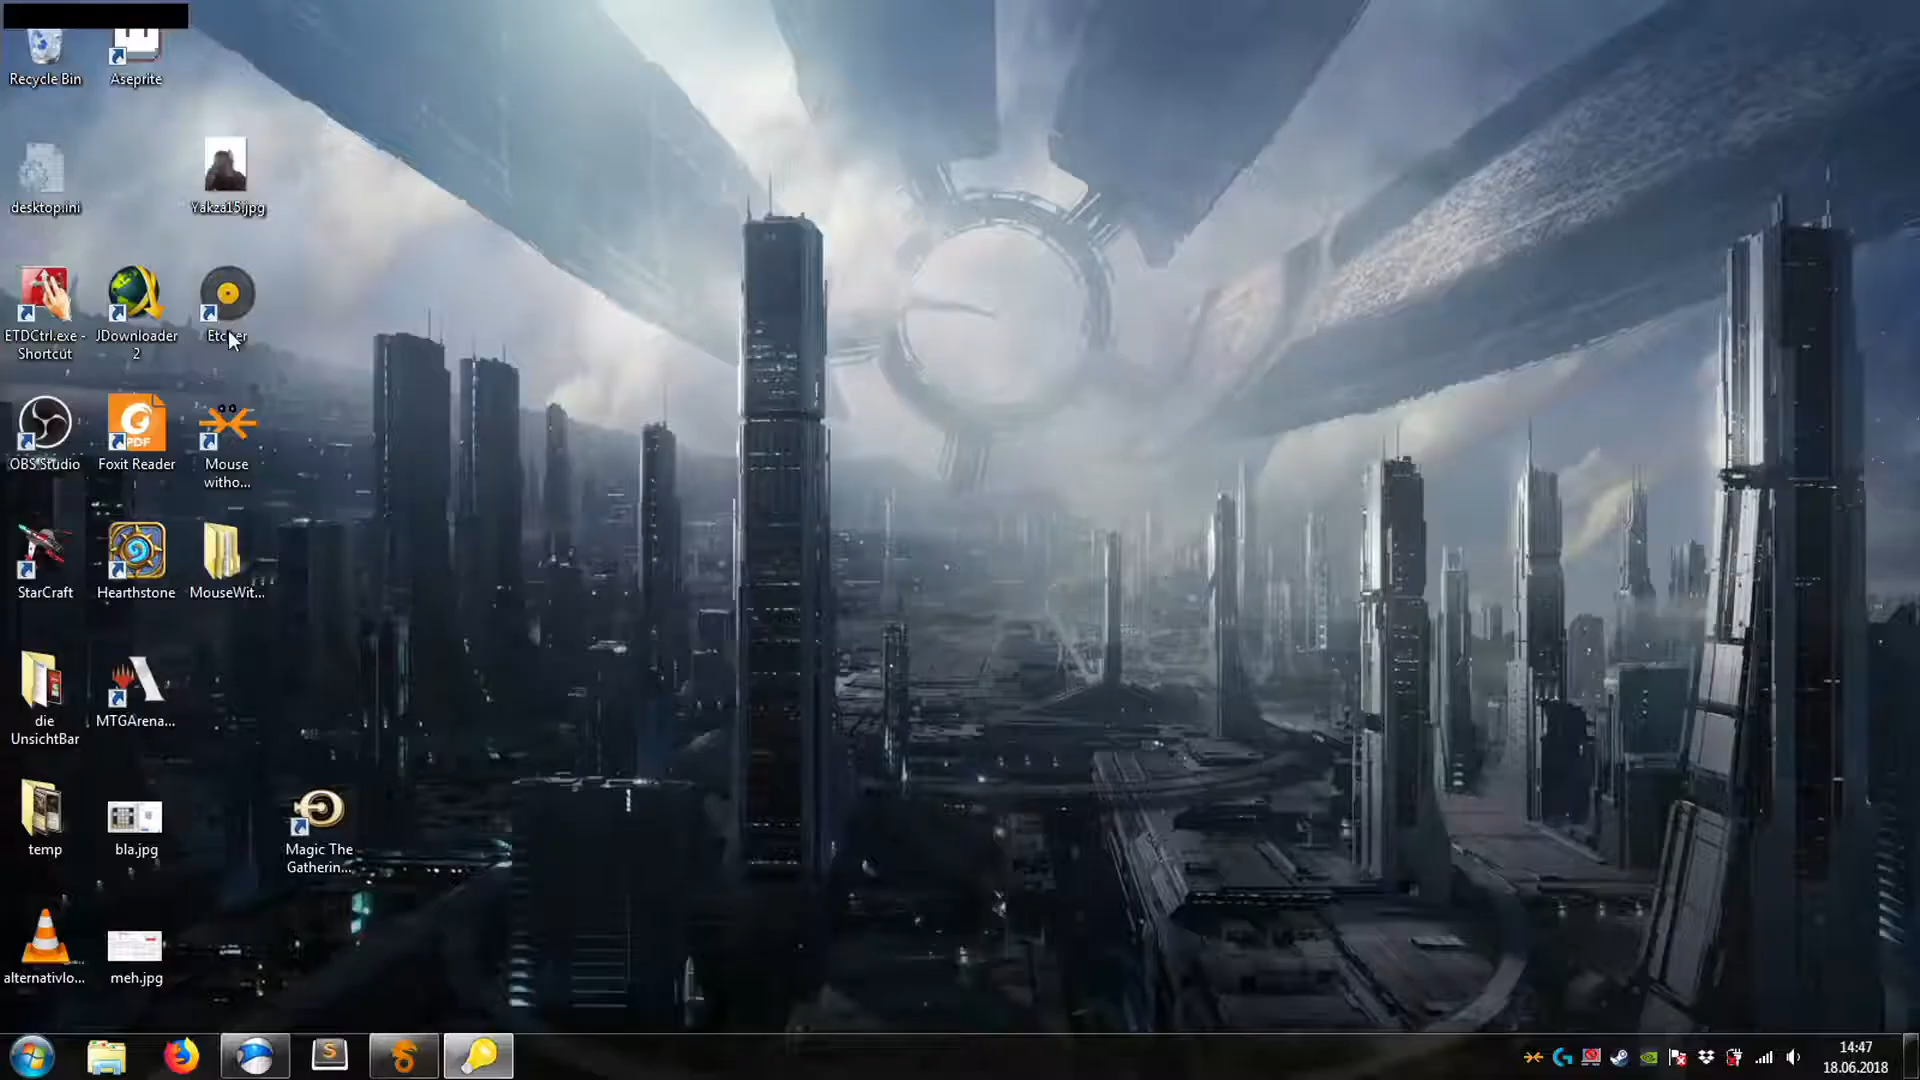 Recycle Bin
Aseprite
desktop.ini
Yakza15.jpg
ETDCtrl.exe -
Shortcut
JDownloader
2
OBS Studio
Foxit Reader
PDF
Mouse
witho...
StarCraft
Hearthstone
MouseWit...
die
UnsichtBar
MTGArena...
temp
bla.jpg
Magic The
Gatherin...
alternativlo...
meh.jpg
14:47
18.06.2018